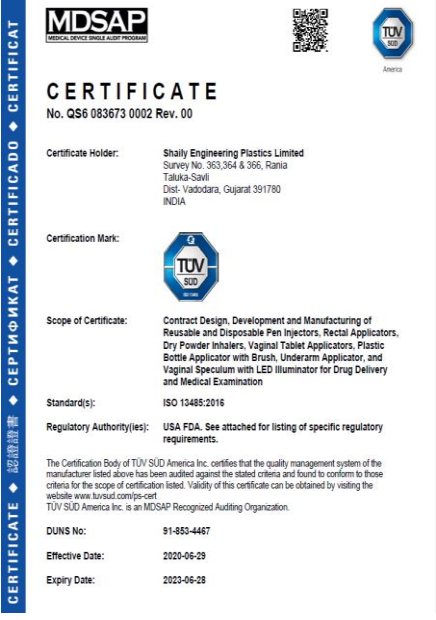 MDSAP
MEDICAL DEVICE SINGLE AUDIT PROGRAM
TÜV
SÜD
America
CERTIFICATE
No. QS6 083673 0002 Rev. 00
Certificate Holder:
Shaily Engineering Plastics Limited
Survey No. 363,364 & 366, Rania
Taluka-Savli
Dist- Vadodara, Gujarat 391780
INDIA
Certification Mark:
TÜV
SÜD
ISO 13485
Scope of Certificate:
Contract Design, Development and Manufacturing of
Reusable and Disposable Pen Injectors, Rectal Applicators,
Dry Powder Inhalers, Vaginal Tablet Applicators, Plastic
Bottle Applicator with Brush, Underarm Applicator, and
Vaginal Speculum with LED Illuminator for Drug Delivery
and Medical Examination
Standard(s):
ISO 13485:2016
Regulatory Authority(ies):
USA FDA. See attached for listing of specific regulatory
requirements.
The Certification Body of TÜV SÜD America Inc. certifies that the quality management system of the
manufacturer listed above has been audited against the stated criteria and found to conform to those
criteria for the scope of certification listed. Validity of this certificate can be obtained by visiting the
website www.tuvsud.com/ps-cert
TÜV SÜD America Inc. is an MDSAP Recognized Auditing Organization.
DUNS No:
91-853-4467
Effective Date:
2020-06-29
Expiry Date:
2023-06-28
CERTIFICATE ◆ 認證證書 ◆ СЕРТИФИКАТ ◆ CERTIFICADO ◆ CERTIFICAT